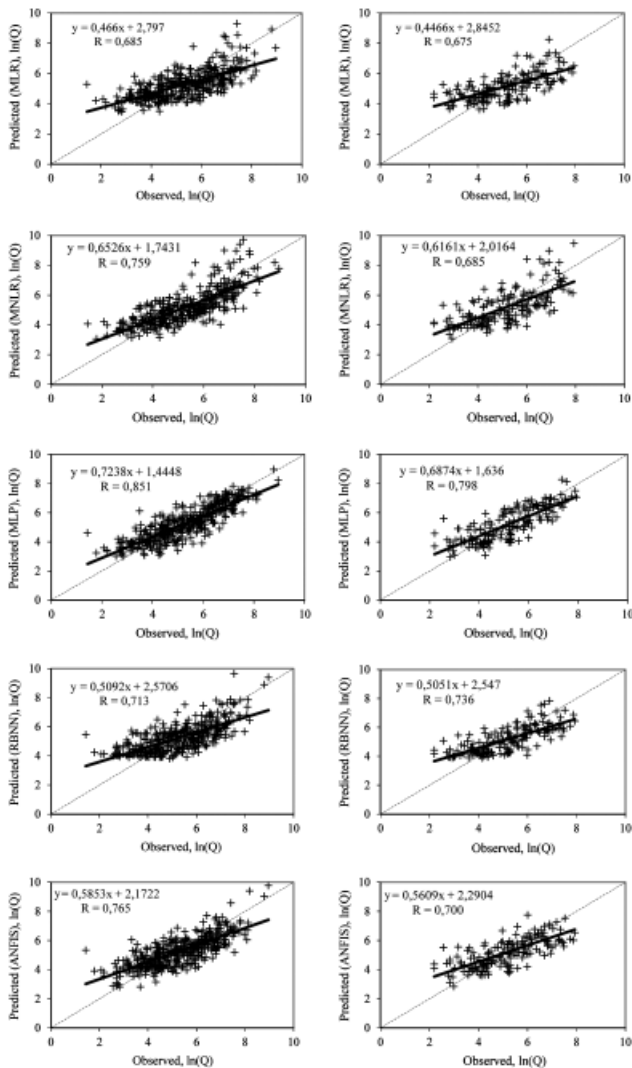 y = 0,466x + 2,797
R = 0,685
Predicted (MLR), ln(Q)
10
8
6
4
2
0
0 2 4 6 8 10
Observed, ln(Q)
y = 0,4466x + 2,8452
R = 0,675
Predicted (MLR), ln(Q)
10
8
6
4
2
0
0 2 4 6 8 10
Observed, ln(Q)
y = 0,6526x + 1,7431
R = 0,759
Predicted (MNLR), ln(Q)
10
8
6
4
2
0
0 2 4 6 8 10
Observed, ln(Q)
y = 0,6161x + 2,0164
R = 0,685
Predicted (MNLR), ln(Q)
10
8
6
4
2
0
0 2 4 6 8 10
Observed, ln(Q)
y = 0,7238x + 1,4448
R = 0,851
Predicted (MLP), ln(Q)
10
8
6
4
2
0
0 2 4 6 8 10
Observed, ln(Q)
y = 0,6874x + 1,636
R = 0,798
Predicted (MLP), ln(Q)
10
8
6
4
2
0
0 2 4 6 8 10
Observed, ln(Q)
y = 0,5092x + 2,5706
R = 0,713
Predicted (RBNN), ln(Q)
10
8
6
4
2
0
0 2 4 6 8 10
Observed, ln(Q)
y = 0,5051x + 2,547
R = 0,736
Predicted (RBNN), ln(Q)
10
8
6
4
2
0
0 2 4 6 8 10
Observed, ln(Q)
y= 0,5853x + 2,1722
R = 0,765
Predicted (ANFIS), ln(Q)
10
8
6
4
2
0
0 2 4 6 8 10
Observed, ln(Q)
y = 0,5609x + 2,2904
R = 0,700
Predicted (ANFIS), ln(Q)
10
8
6
4
2
0
0 2 4 6 8 10
Observed, ln(Q)